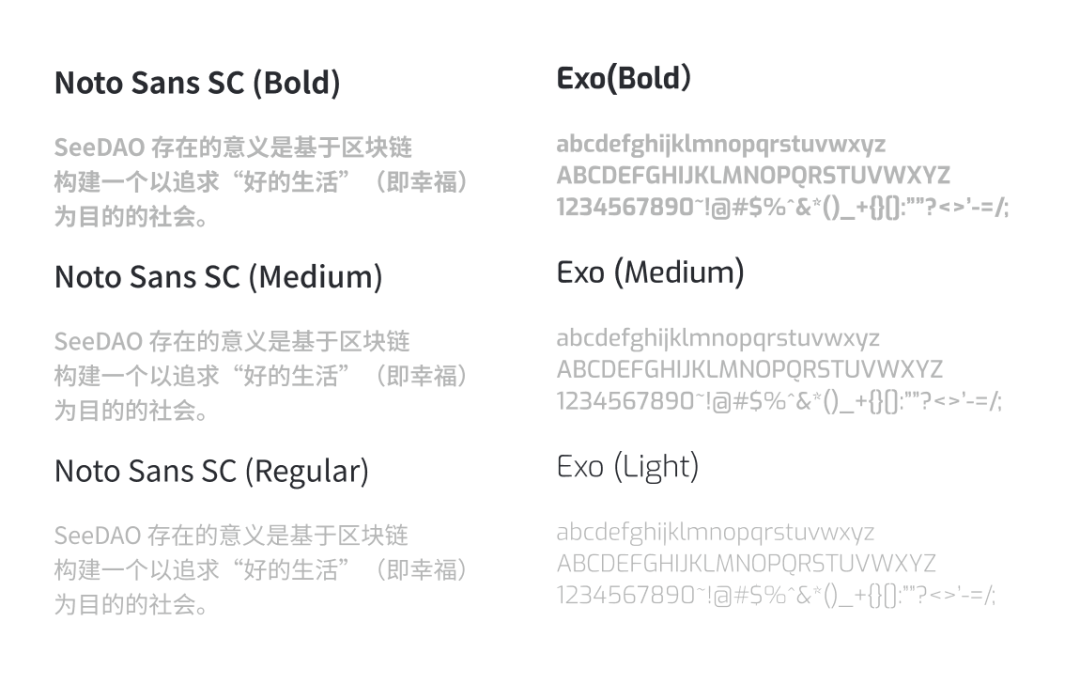 Noto Sans SC (Bold)
SeeDAO 存在的意义是基于区块链
构建一个以追求“好的生活”（即幸福）
为目的的社会。
Noto Sans SC (Medium)
SeeDAO 存在的意义是基于区块链
构建一个以追求“好的生活”（即幸福）
为目的的社会。
Noto Sans SC (Regular)
SeeDAO 存在的意义是基于区块链
构建一个以追求“好的生活”（即幸福）
为目的的社会。
Exo(Bold）
abcdefghijklmnopqrstuvwxyz
ABCDEFGHIJKLMNOPQRSTUVWXYZ
1234567890~!@#$%^&*()_+{}[]:””?<>’-=/;
Exo (Medium)
abcdefghijklmnopqrstuvwxyz
ABCDEFGHIJKLMNOPQRSTUVWXYZ
1234567890~!@#$%^&*()_+{}[]:""?<>'-=/;
Exo (Light)
abcdefghijklmnopqrstuvwxyz
ABCDEFGHIJKLMNOPQRSTUVWXYZ
1234567890~!@#$%^&*()_+{}[]:""?<>'-=/;